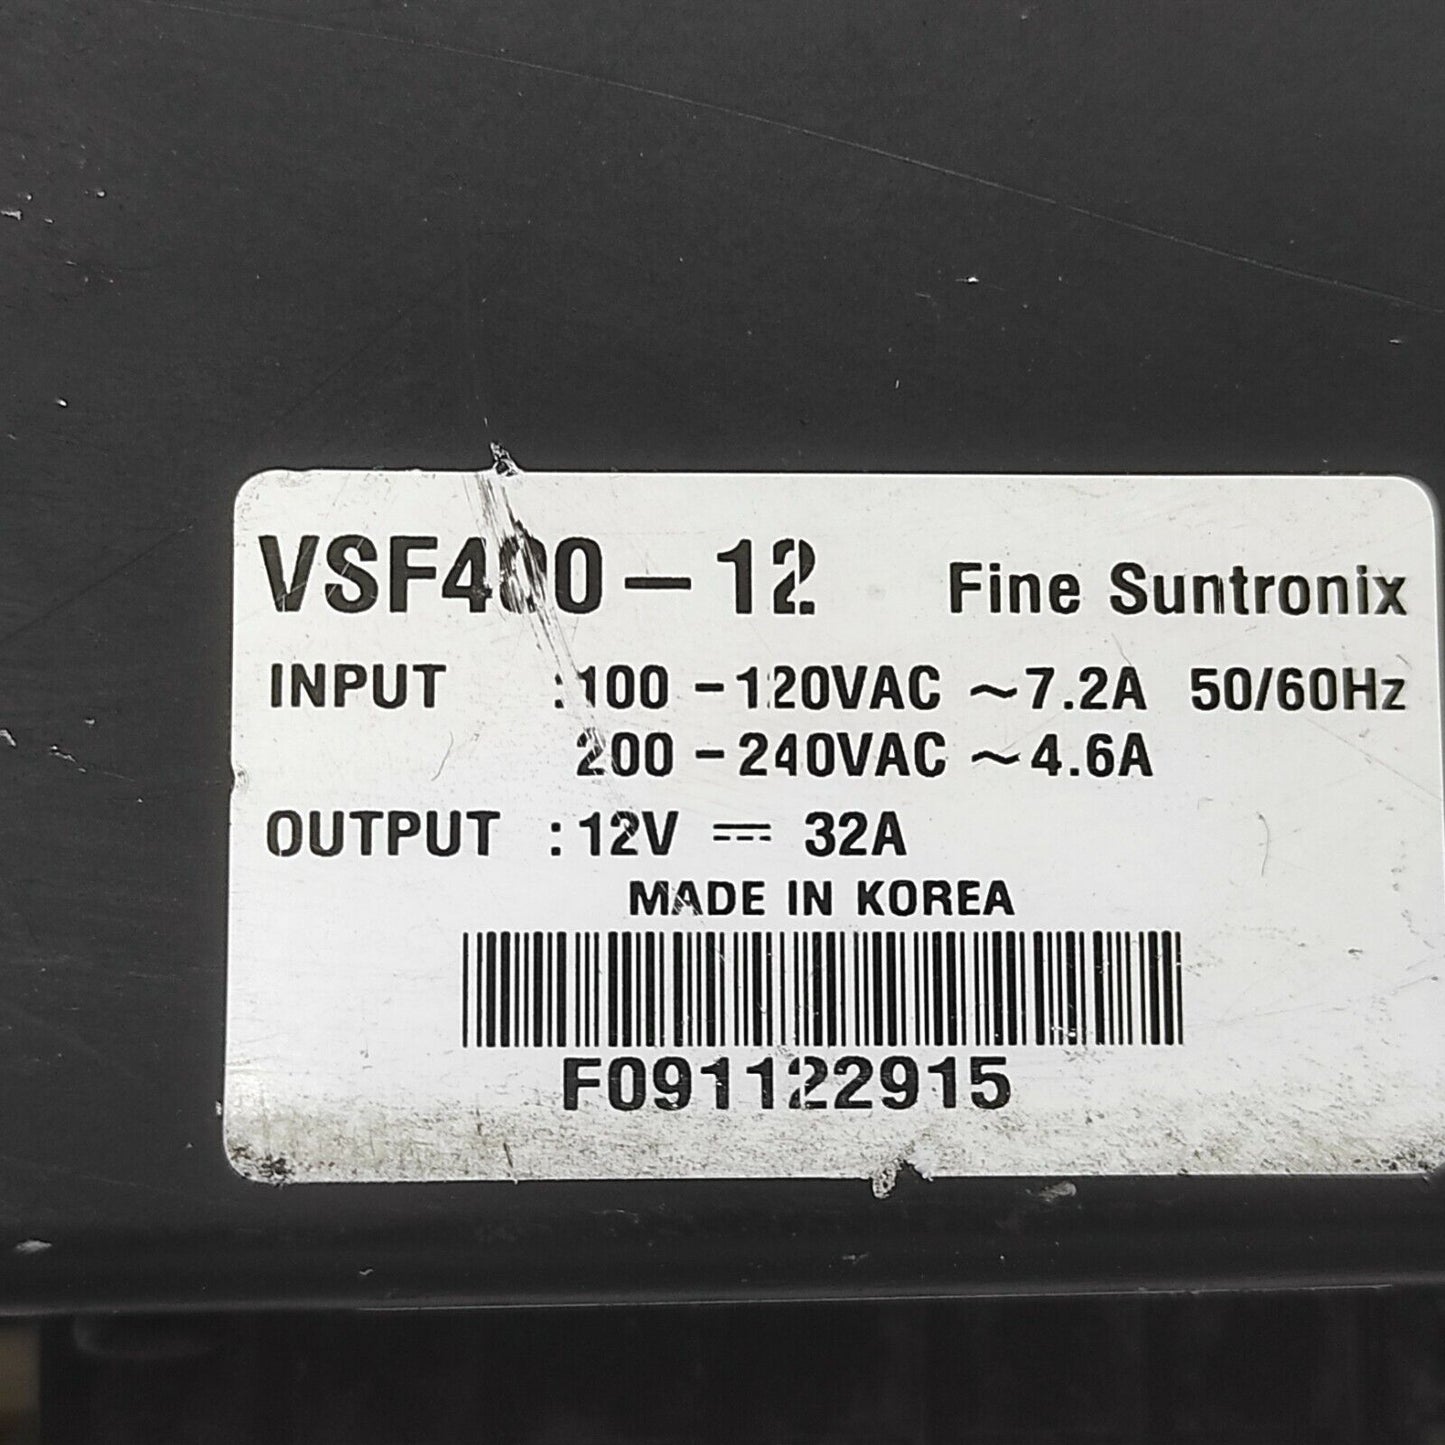 VSF400-12 Fine Suntronix
INPUT :100-120VAC ~7.2A 50/60Hz
200-240VAC ~4.6A
OUTPUT :12V ⎓ 32A
MADE IN KOREA
F091122915